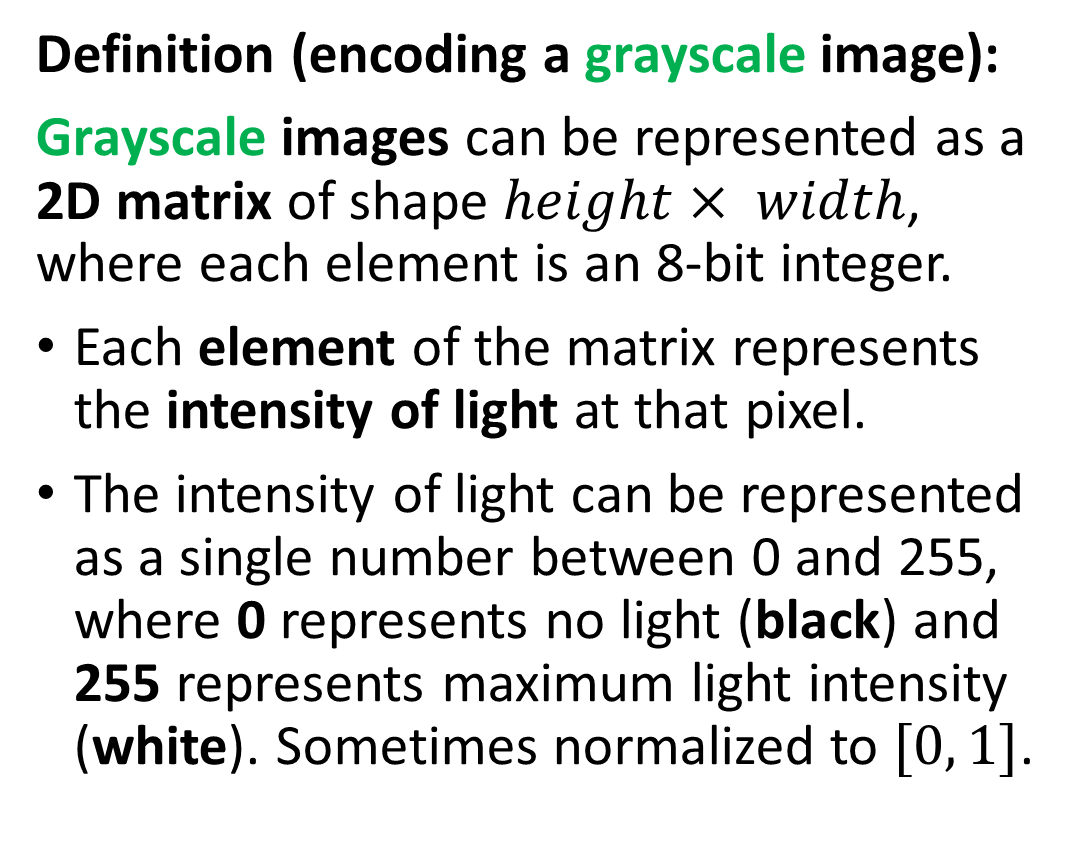 Definition (encoding a grayscale image):
Grayscale images can be represented as a
2D matrix of shape height × width,
where each element is an 8-bit integer.
• Each element of the matrix represents
the intensity of light at that pixel.
• The intensity of light can be represented
as a single number between 0 and 255,
where 0 represents no light (black) and
255 represents maximum light intensity
(white). Sometimes normalized to [0, 1].